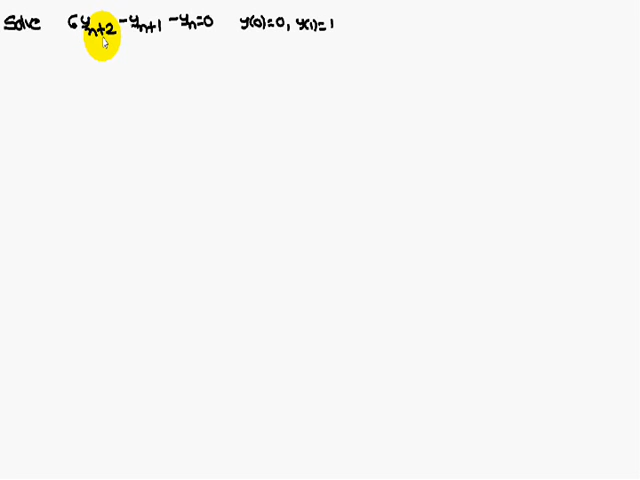 Solve 6y_{n+2} - y_{n+1} - y_n = 0 y(0)=0, y(1)=1